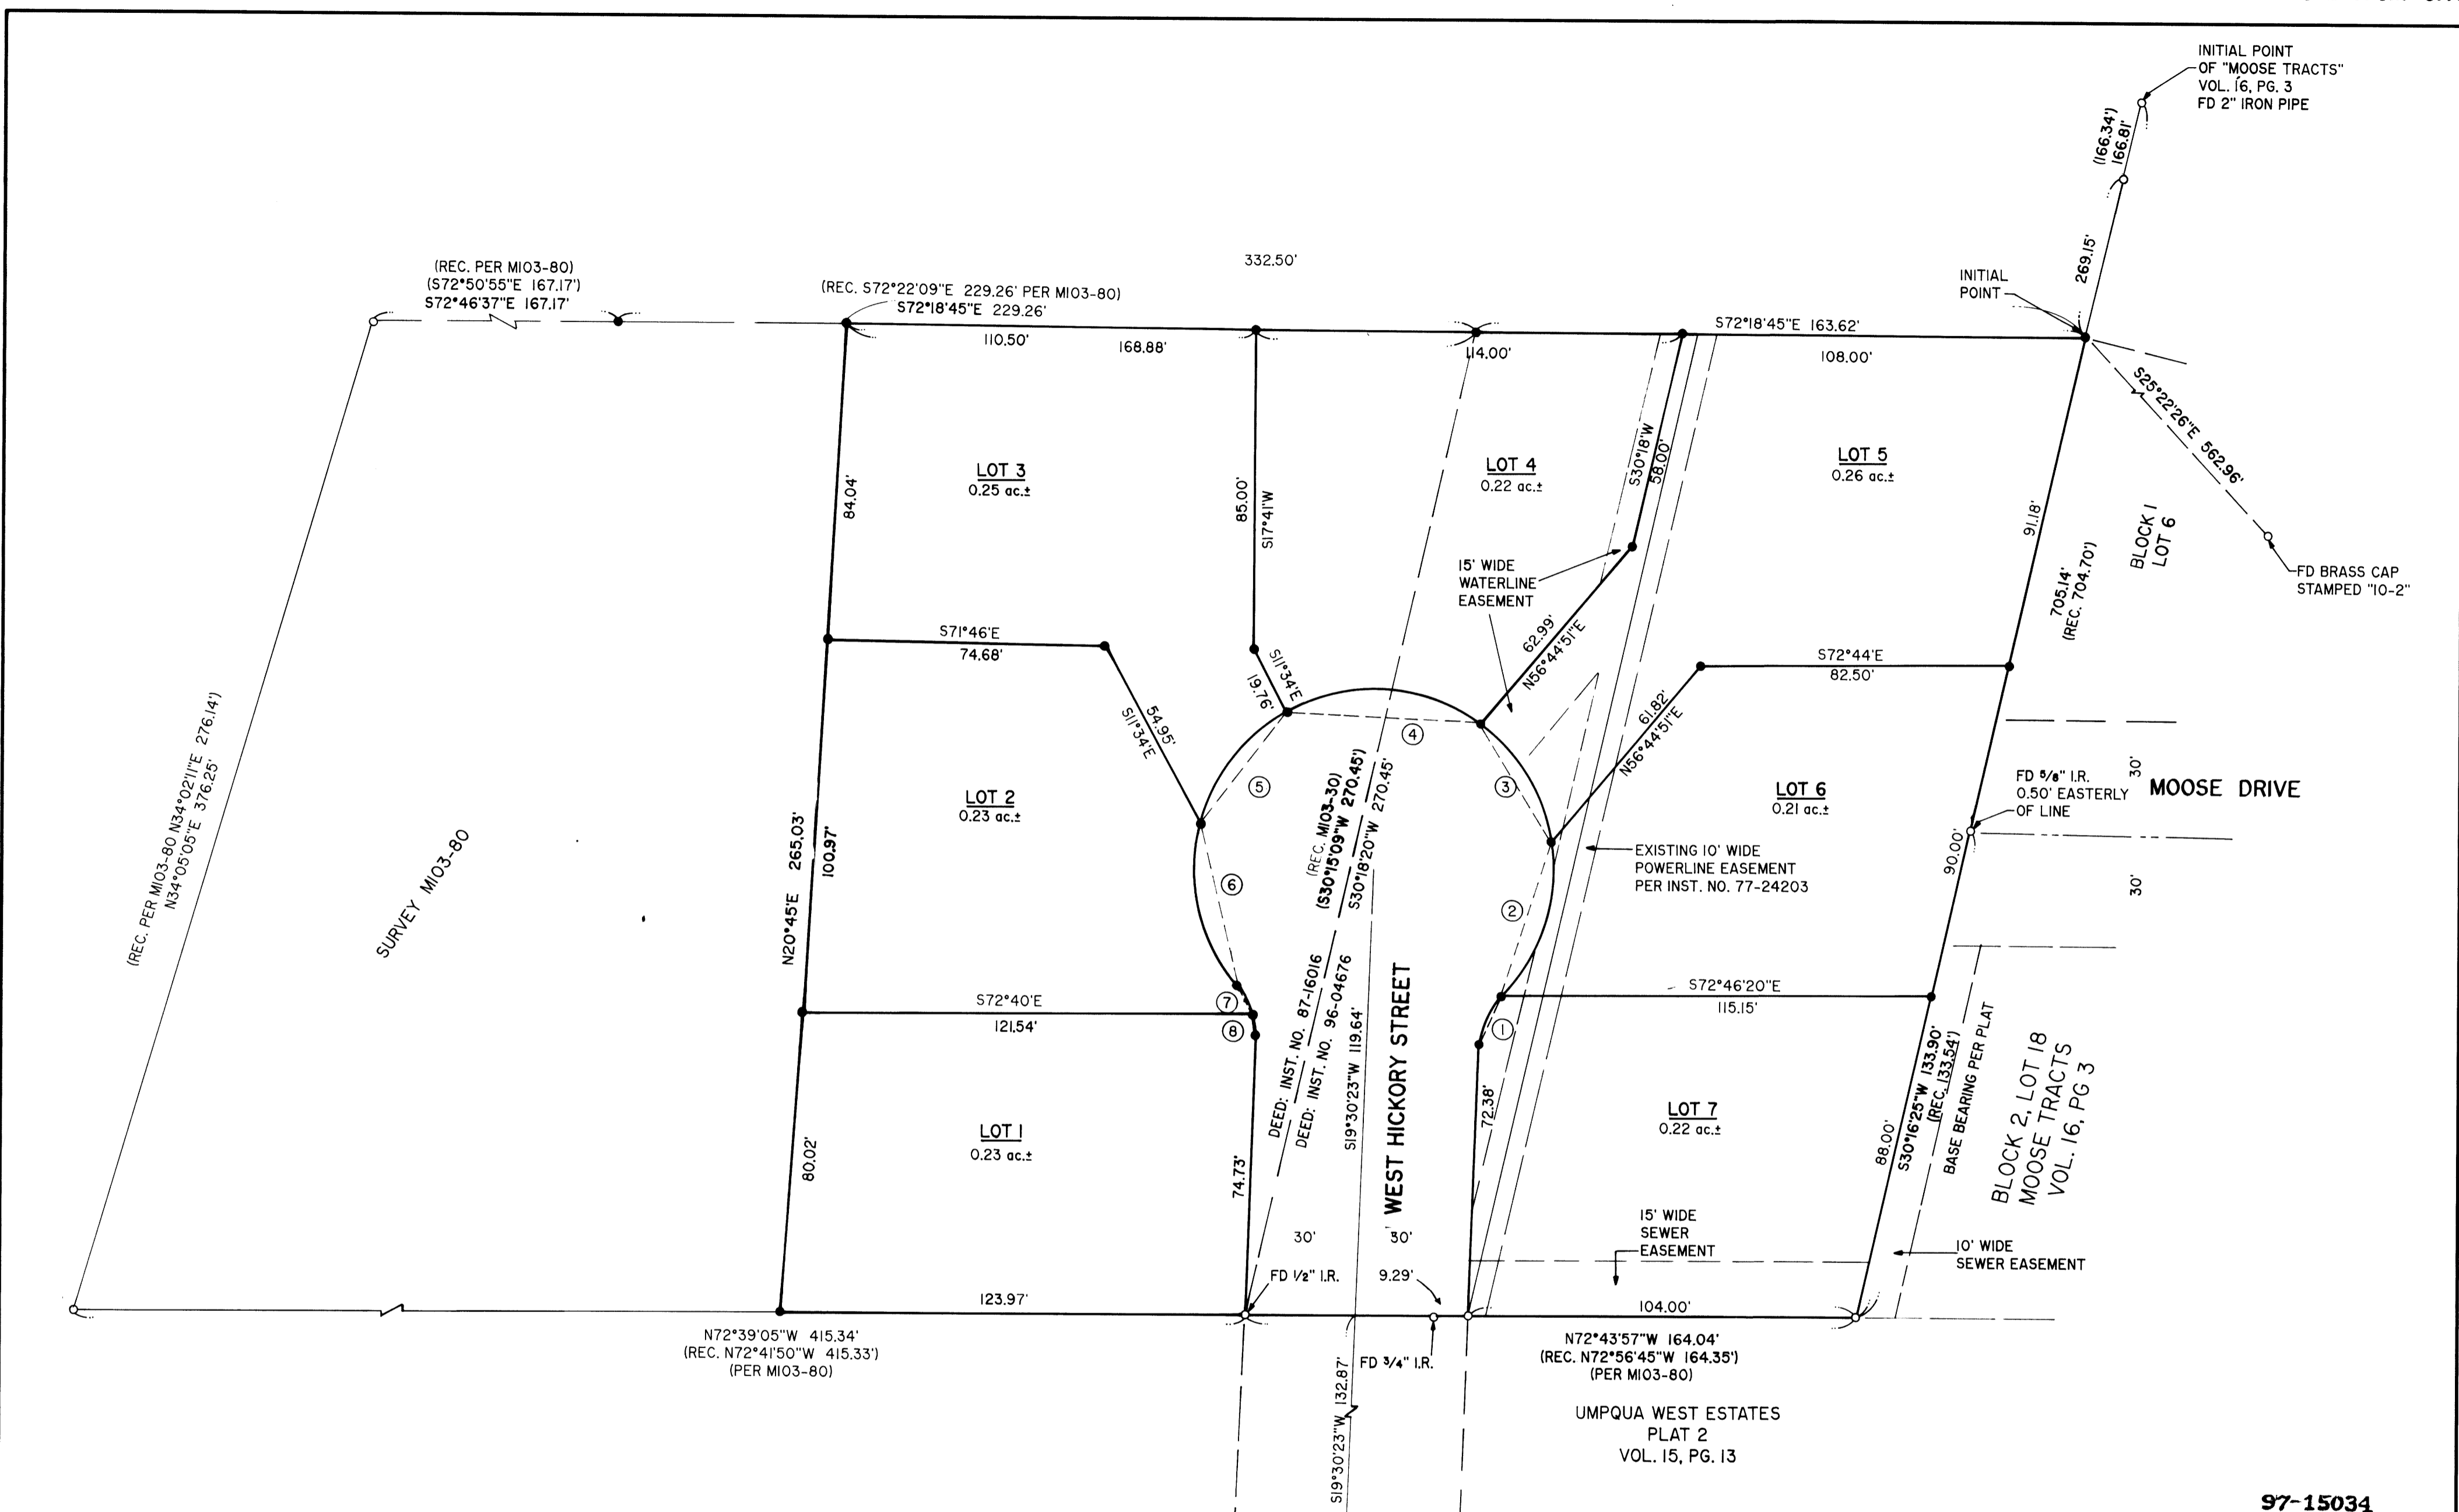 INITIAL POINT
OF "MOOSE TRACTS"
VOL. 16, PG. 3
FD 2" IRON PIPE
(166.34')
166.81'
269.15'
INITIAL
POINT
(REC. PER M103-80)
(S72°50'55"E 167.17')
S72°46'37"E 167.17'
332.50'
(REC. S72°22'09"E 229.26' PER M103-80)
S72°18'45"E 229.26'
110.50'
168.88'
114.00'
S72°18'45"E 163.62'
108.00'
S25°22'26"E 562.96'
FD BRASS CAP
STAMPED "10-2"
84.04'
LOT 3
0.25 ac.±
85.00'
S17°41'W
LOT 4
0.22 ac.±
S30°18'W
58.00'
LOT 5
0.26 ac.±
91.18'
705.14'
(REC. 704.70')
BLOCK 1
LOT 6
15' WIDE
WATERLINE
EASEMENT
S71°46'E
74.68'
S11°34'E
19.76'
62.99'
N56°44'51"E
S72°44'E
82.50'
54.95'
S11°34'E
61.82'
N56°44'51"E
(REC. PER M103-80 N34°02'11"E 276.14')
N34°05'05"E 376.25'
SURVEY M103-80
N20°45'E 265.03'
100.97'
LOT 2
0.23 ac.±
4
5
3
6
2
7
8
1
(REC. M103-30)
(S30°15'09"W 270.45')
S30°18'20"W 270.45'
EXISTING 10' WIDE
POWERLINE EASEMENT
PER INST. NO. 77-24203
LOT 6
0.21 ac.±
FD 5/8" I.R.
0.50' EASTERLY
OF LINE
30'
MOOSE DRIVE
30'
90.00'
S72°40'E
121.54'
S72°46'20"E
115.15'
DEED: INST. NO. 87-16016
DEED: INST. NO. 96-04676
S19°30'23"W 119.64'
WEST HICKORY STREET
80.02'
LOT 1
0.23 ac.±
74.73'
72.38'
LOT 7
0.22 ac.±
88.00'
S30°16'25"W 133.90'
(REC. 133.54')
BASE BEARING PER PLAT
BLOCK 2, LOT 18
MOOSE TRACTS
VOL. 16, PG 3
30'
30'
15' WIDE
SEWER
EASEMENT
10' WIDE
SEWER EASEMENT
FD 1/2" I.R.
9.29'
123.97'
104.00'
N72°39'05"W 415.34'
(REC. N72°41'50"W 415.33')
(PER M103-80)
S19°30'23"W 132.87'
FD 3/4" I.R.
N72°43'57"W 164.04'
(REC. N72°56'45"W 164.35')
(PER M103-80)
UMPQUA WEST ESTATES
PLAT 2
VOL. 15, PG. 13
97-15034